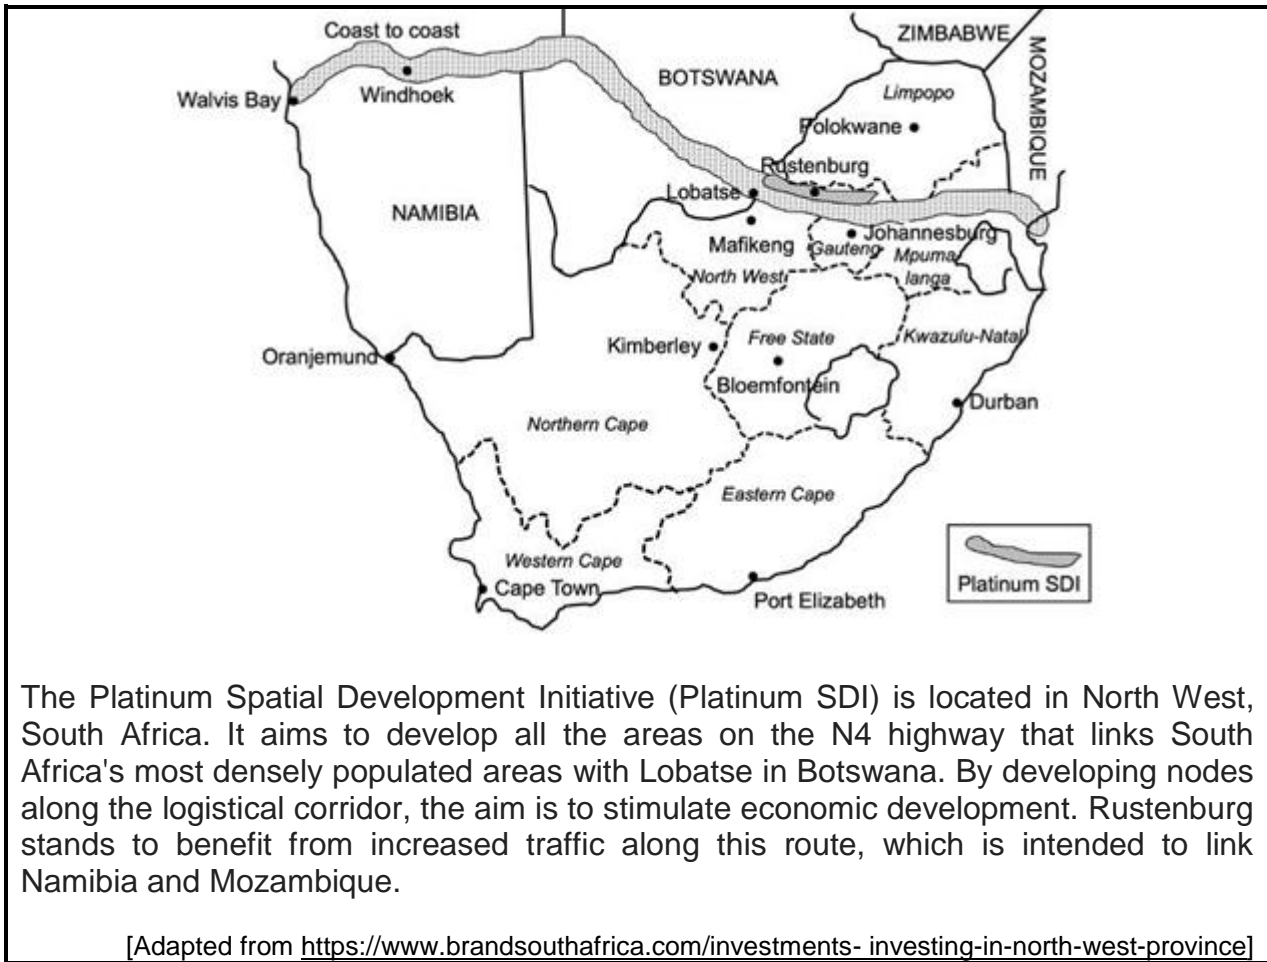 Coast to coast
ZIMBABWE
MOZAMBIQUE
BOTSWANA
Limpopo
Walvis Bay
Windhoek
Polokwane
Rustenburg
Lobatse
NAMIBIA
Mafikeng
Gauteng
Johannesburg
Mpuma-
langa
North West
Oranjemund
Kimberley
Free State
Kwazulu-Natal
Bloemfontein
Durban
Northern Cape
Eastern Cape
Western Cape
Cape Town
Port Elizabeth
Platinum SDI
The Platinum Spatial Development Initiative (Platinum SDI) is located in North West,
South Africa. It aims to develop all the areas on the N4 highway that links South
Africa's most densely populated areas with Lobatse in Botswana. By developing nodes
along the logistical corridor, the aim is to stimulate economic development. Rustenburg
stands to benefit from increased traffic along this route, which is intended to link
Namibia and Mozambique.
[Adapted from https://www.brandsouthafrica.com/investments- investing-in-north-west-province]